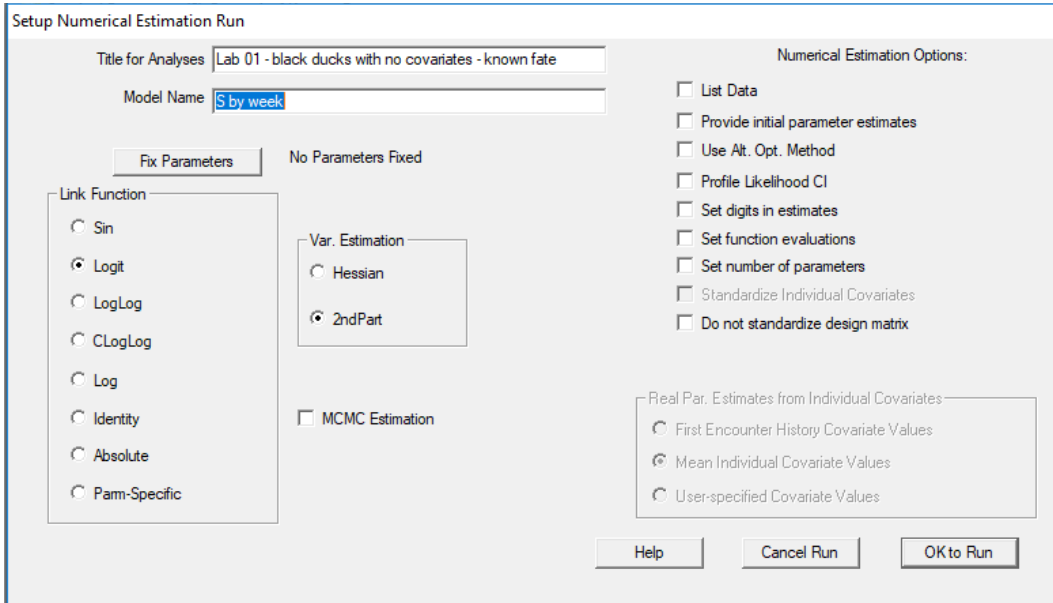 Setup Numerical Estimation Run
Title for Analyses Lab 01 - black ducks with no covariates - known fate
Model Name S by week
Fix Parameters No Parameters Fixed
Link Function
Sin
Logit
LogLog
CLogLog
Log
Identity
Absolute
Parm-Specific
Var. Estimation
Hessian
2ndPart
MCMC Estimation
Numerical Estimation Options:
List Data
Provide initial parameter estimates
Use Alt. Opt. Method
Profile Likelihood CI
Set digits in estimates
Set function evaluations
Set number of parameters
Standardize Individual Covariates
Do not standardize design matrix
Real Par. Estimates from Individual Covariates
First Encounter History Covariate Values
Mean Individual Covariate Values
User-specified Covariate Values
Help Cancel Run OK to Run